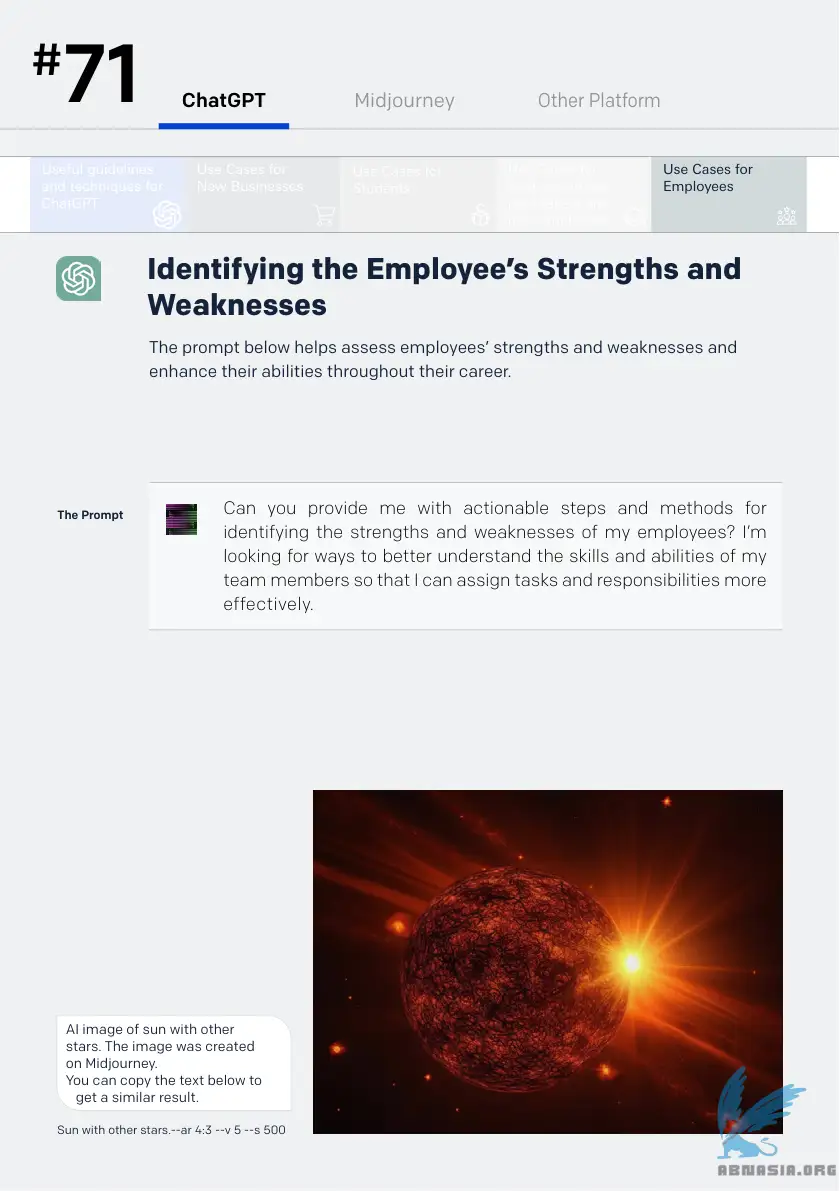 #71
ChatGPT
Midjourney
Other Platform
Useful guidelines
and techniques for
ChatGPT
Use Cases for
New Businesses
Use Cases for
Students
Use Cases for
Employees
Identifying the Employee’s Strengths and
Weaknesses
The prompt below helps assess employees’ strengths and weaknesses and
enhance their abilities throughout their career.
The Prompt
Can you provide me with actionable steps and methods for
identifying the strengths and weaknesses of my employees? I’m
looking for ways to better understand the skills and abilities of my
team members so that I can assign tasks and responsibilities more
effectively.
AI image of sun with other
stars. The image was created
on Midjourney.
You can copy the text below to
get a similar result.
Sun with other stars.--ar 4:3 --v 5 --s 500
ABNASIA.ORG